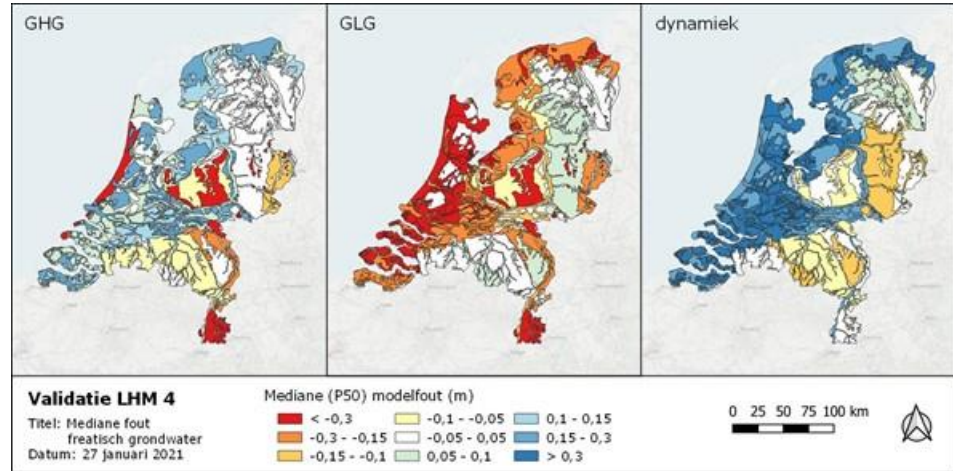 GHG
GLG
dynamiek
Validatie LHM 4
Titel: Mediane fout
freatisch grondwater
Datum: 27 januari 2021
Mediane (P50) modelfout (m)
< -0,3
-0,3 - -0,15
-0,15 - -0,1
-0,1 - -0,05
-0,05 - 0,05
0,05 - 0,1
0,1 - 0,15
0,15 - 0,3
> 0,3
0 25 50 75 100 km